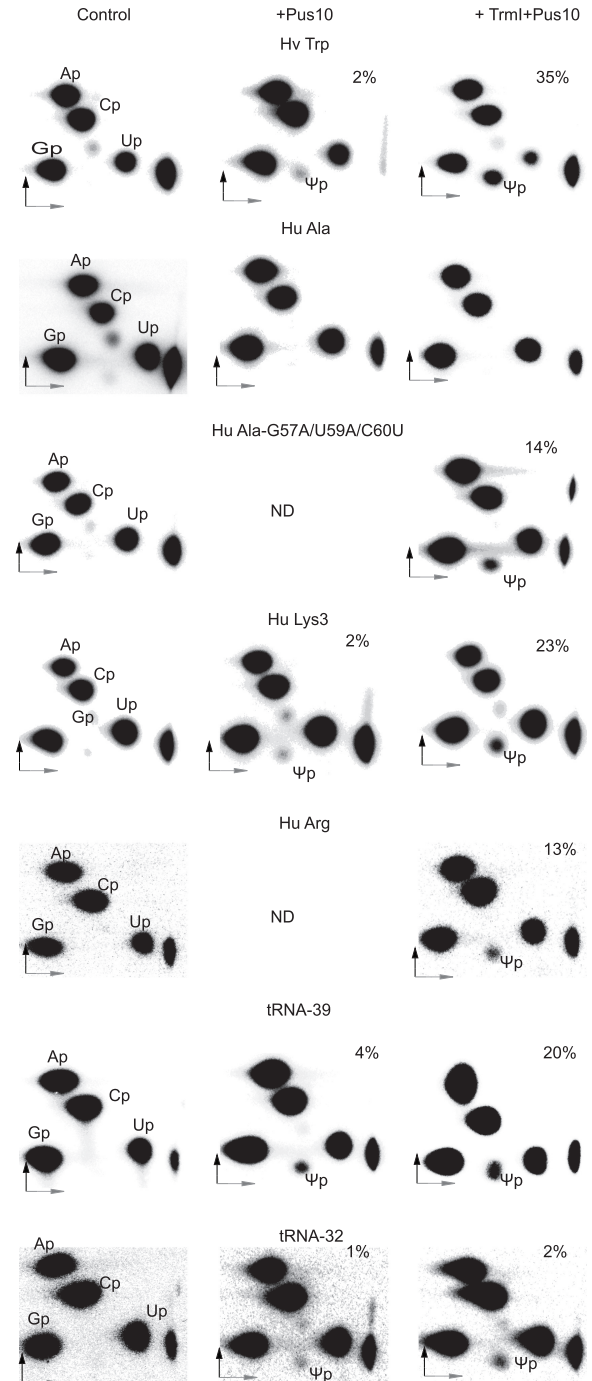 Control +Pus10 + TrmI+Pus10
Hv Trp
Ap Cp Gp Up
2% Ψp
35% Ψp
Hu Ala
Ap Cp Gp Up
Hu Ala-G57A/U59A/C60U
Ap Cp Gp Up
ND
14% Ψp
Hu Lys3
Ap Cp Gp Up
2% Ψp
23% Ψp
Hu Arg
Ap Cp Gp Up
ND
13% Ψp
tRNA-39
Ap Cp Gp Up
4% Ψp
20% Ψp
tRNA-32
Ap Cp Gp Up
1% Ψp
2% Ψp